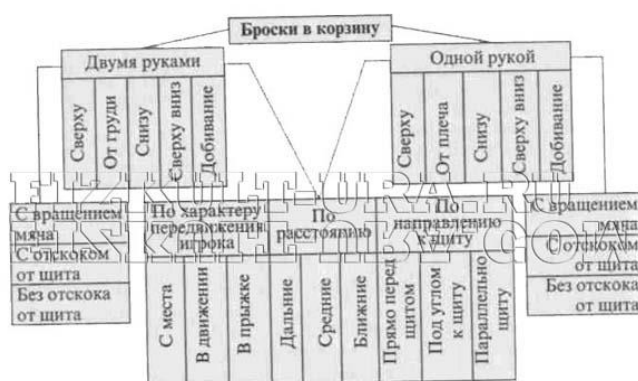 Броски в корзину
Двумя руками
Одной рукой
Сверху
От груди
Снизу
Сверху вниз
Добивание
Сверху
От плеча
Снизу
Сверху вниз
Добивание
С вращением
мяча
С отскоком
от щита
Без отскока
от щита
По характеру
передвижения
игрока
По
расстоянию
По
направлению
к щиту
С вращением
мяча
С отскоком
от щита
Без отскока
от щита
С места
В движении
В прыжке
Дальние
Средние
Ближние
Прямо перед
щитом
Под углом
к щиту
Параллельно
щиту
FIZKULT-URA.RU